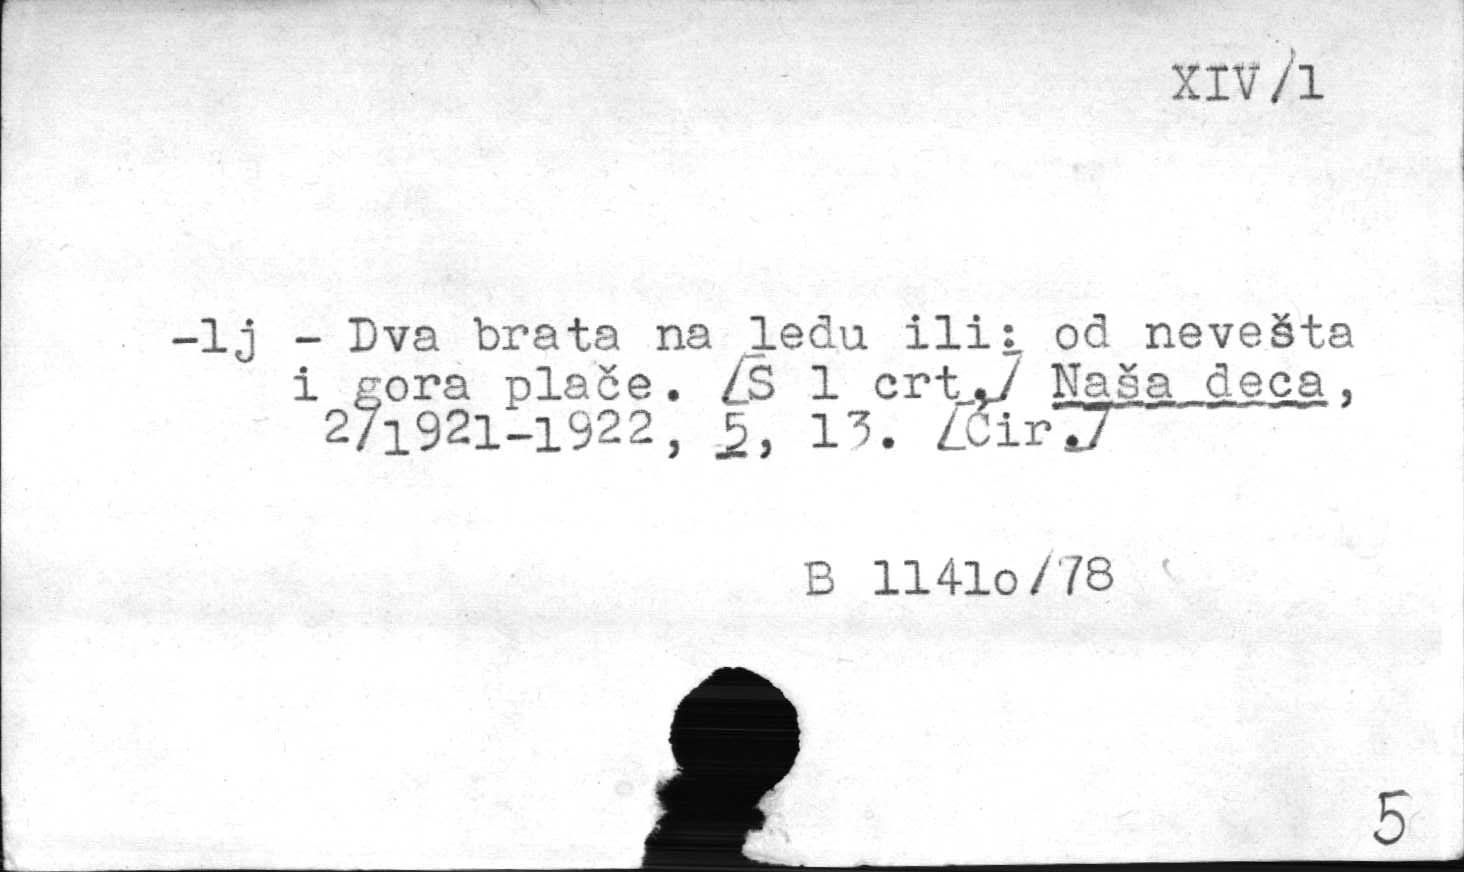 XIV/1
-lj - Dva brata na ledu ili: od nevešta
i gora plače. /S 1 crt./ Naša deca,
2/1921-1922, 5, 13. /Ćir./
B 1141o/78
5